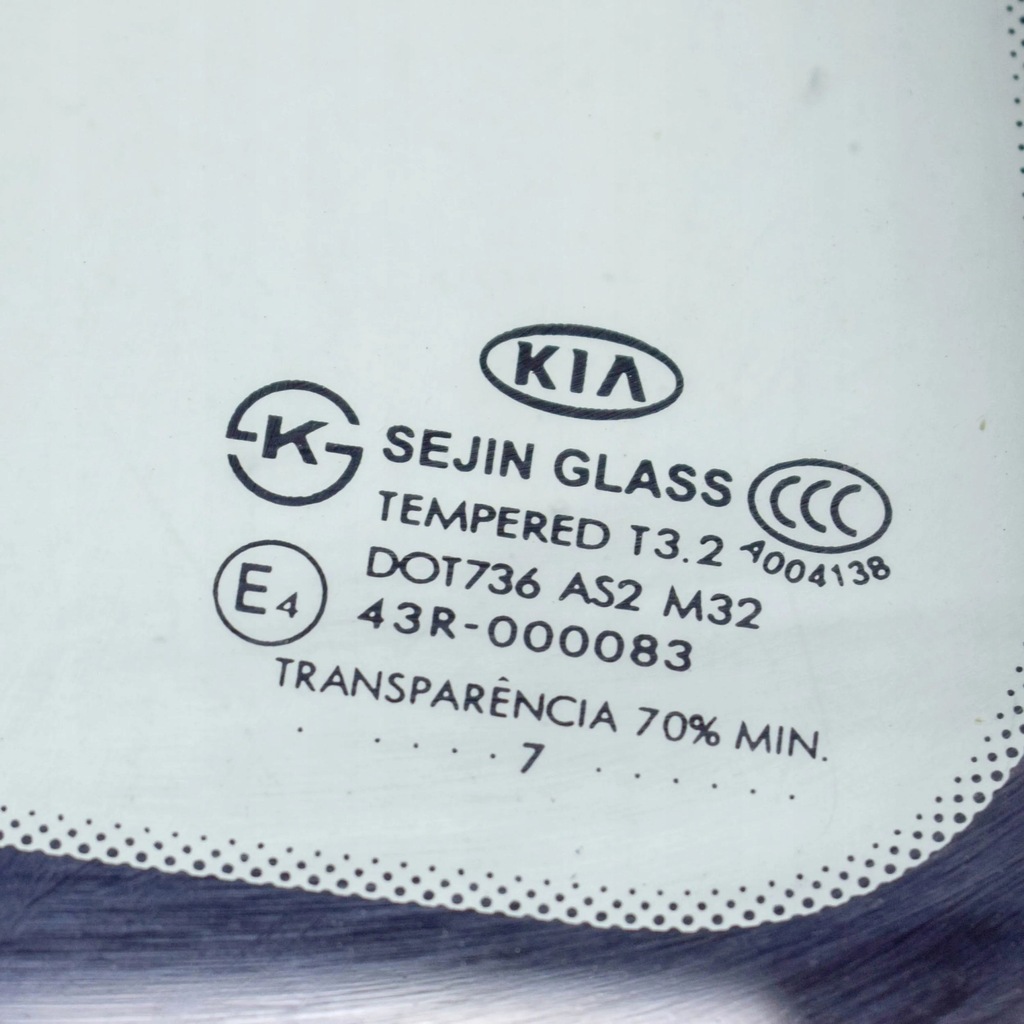 KIA
K
SEJIN GLASS
CCC
TEMPERED T3.2
A004138
DOT736 AS2 M32
E4
43R-000083
TRANSPARÊNCIA 70% MIN.
. . . . . 7 . . . . . .